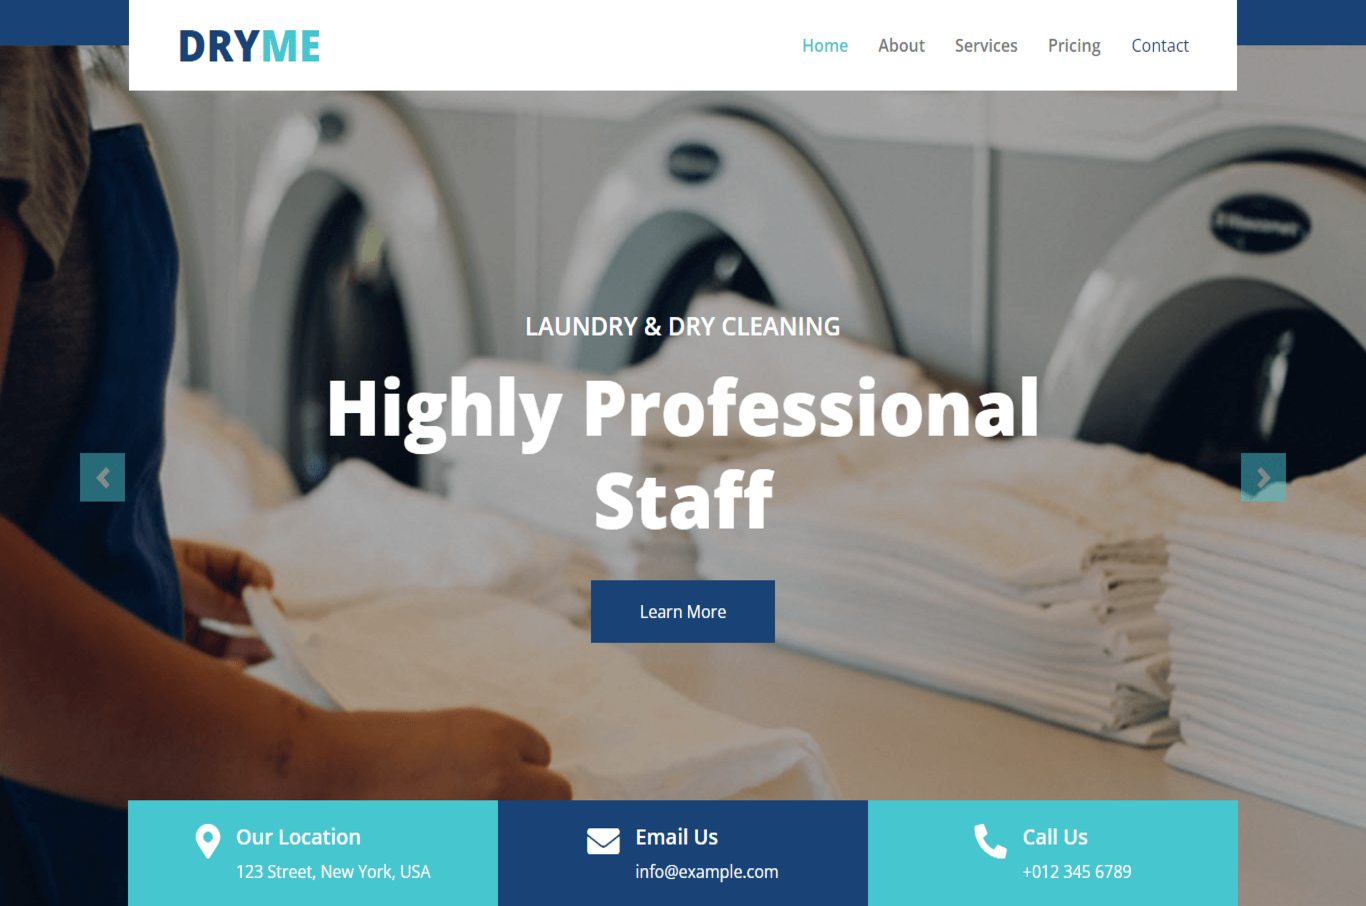 DRYME
Home
About
Services
Pricing
Contact
LAUNDRY & DRY CLEANING
Highly Professional
Staff
Learn More
Our Location
123 Street, New York, USA
Email Us
info@example.com
Call Us
+012 345 6789